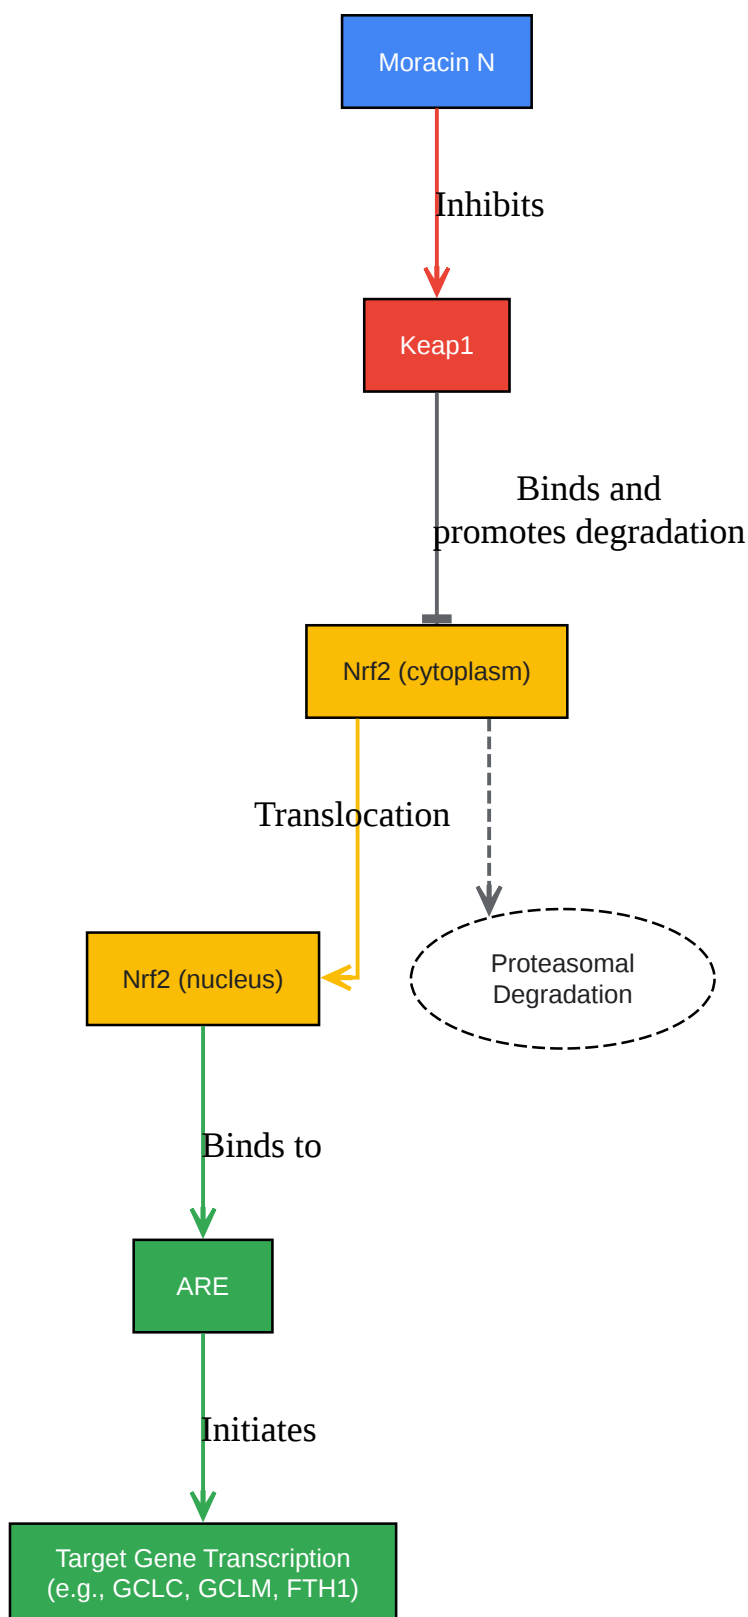 Moracin N
Inhibits
Keap1
Binds and
promotes degradation
Nrf2 (cytoplasm)
Translocation
Nrf2 (nucleus)
Proteasomal
Degradation
Binds to
ARE
Initiates
Target Gene Transcription
(e.g., GCLC, GCLM, FTH1)